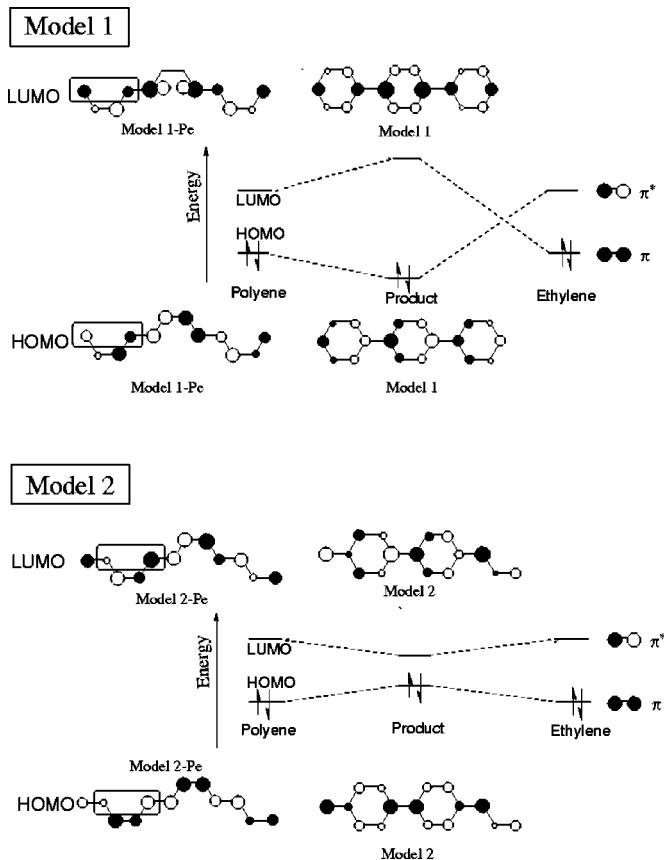 Model 1
LUMO
Model 1-Pe
Model 1
Energy
LUMO
π*
HOMO
π
Polyene
Product
Ethylene
HOMO
Model 1-Pe
Model 1
Model 2
LUMO
Model 2-Pe
Model 2
Energy
LUMO
π*
HOMO
π
Polyene
Product
Ethylene
Model 2-Pe
HOMO
Model 2